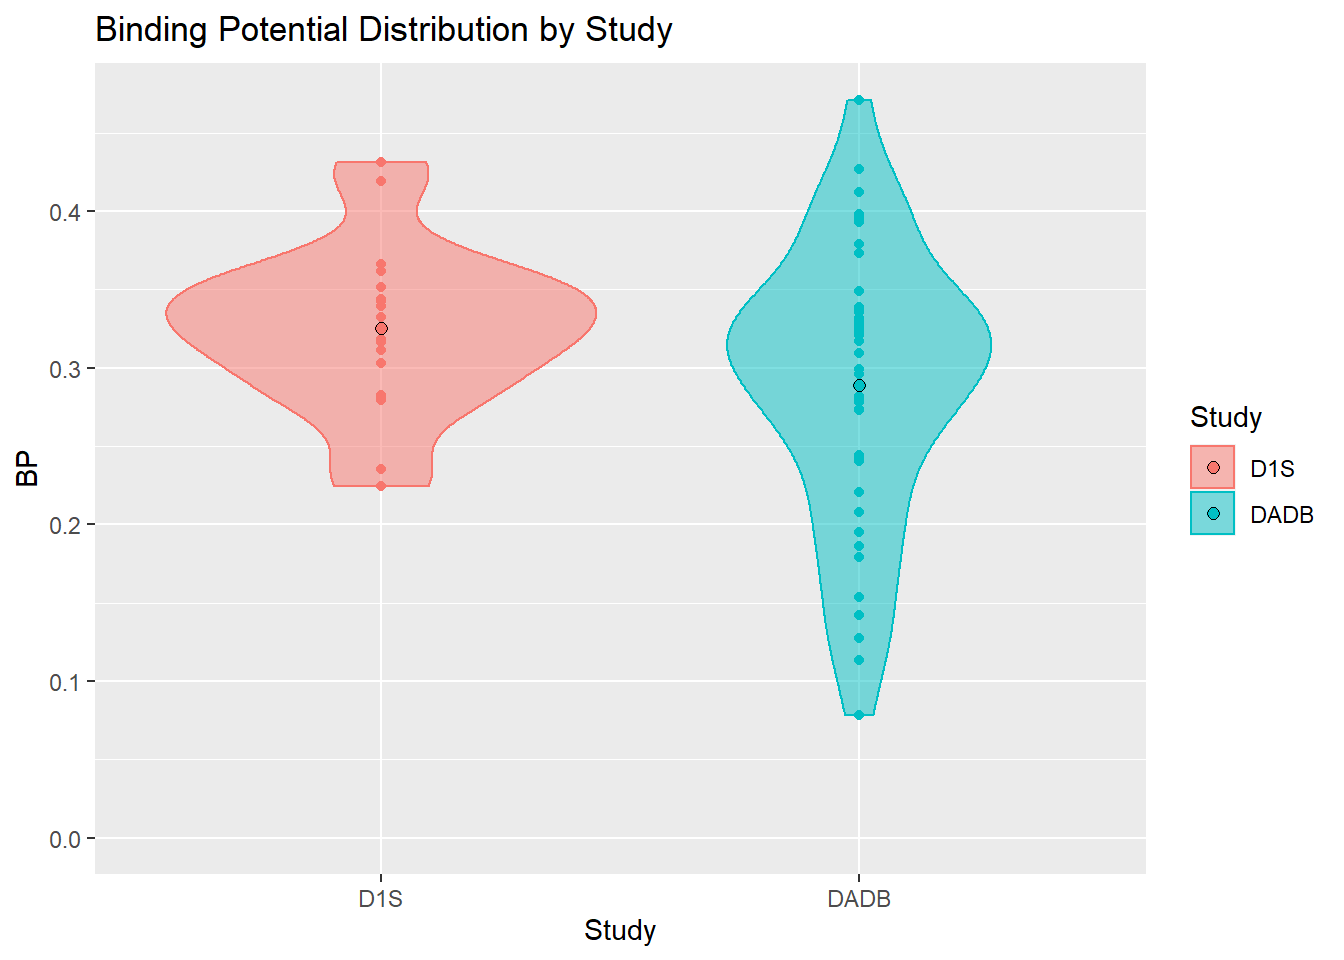 Binding Potential Distribution by Study
BP
0.4
0.3
0.2
0.1
0.0
D1S
DADB
Study
Study
D1S
DADB